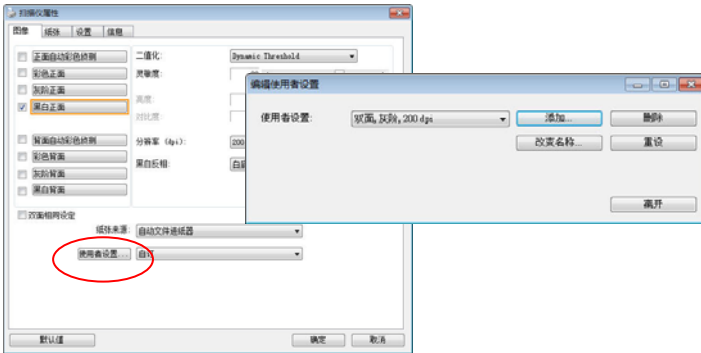 扫描仪属性
图像 纸张 设置 信息
正面自动彩色侦测
彩色正面
灰阶正面
黑白正面
背面自动彩色侦测
彩色背面
灰阶背面
黑白背面
二值化: Dynamic Threshold
灵敏度:
亮度:
对比度:
分辨率 (dpi): 200
黑白反相:
双面相同设定
纸张来源: 自动文件进纸器
使用者设置... 自订
默认值 确定 取消
编辑使用者设置
使用者设置: 双面, 灰阶, 200 dpi 添加... 删除
改变名称... 重设
离开